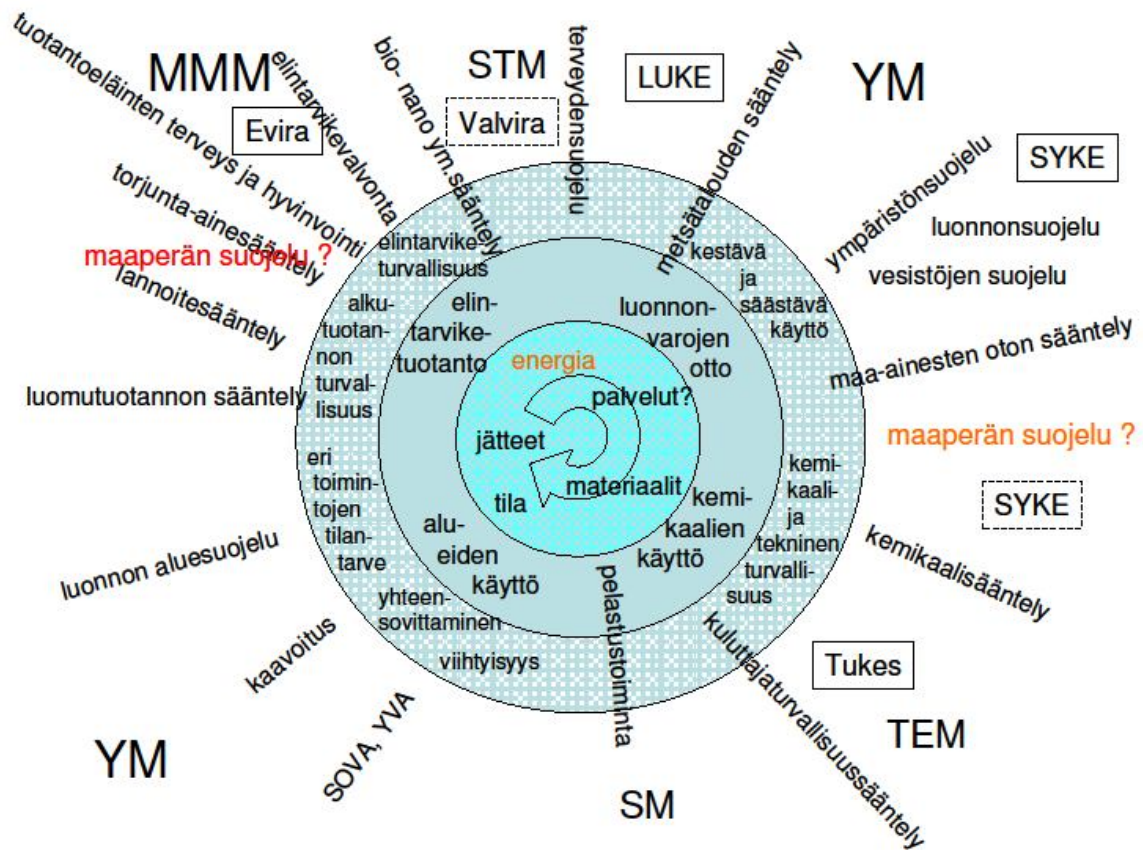 MMM
STM
YM
LUKE
Evira
Valvira
SYKE
tuotantoeläinten terveys ja hyvinvointi
elintarvikevalvonta
bio- nano ym.sääntely
terveydensuojelu
metsätalouden sääntely
ympäristönsuojelu
luonnonsuojelu
vesistöjen suojelu
torjunta-ainesääntely
maaperän suojelu ?
lannoitesääntely
luomutuotannon sääntely
maa-ainesten oton sääntely
maaperän suojelu ?
SYKE
kemikaalisääntely
luonnon aluesuojelu
kaavoitus
SOVA, YVA
pelastustoiminta
kuluttajaturvallisuussääntely
Tukes
TEM
YM
SM
elintarvike-
turvallisuus
alku-
tuotan-
non
turval-
lisuus
eri
toimin-
tojen
tilan-
tarve
yhteen-
sovittaminen
viihtyisyys
kestävä
ja
säästävä
käyttö
kemi-
kaali-
ja
tekninen
turvalli-
suus
elin-
tarvike-
tuotanto
luonnon-
varojen
otto
alu-
eiden
käyttö
kemi-
kaalien
käyttö
energia
palvelut?
jätteet
materiaalit
tila